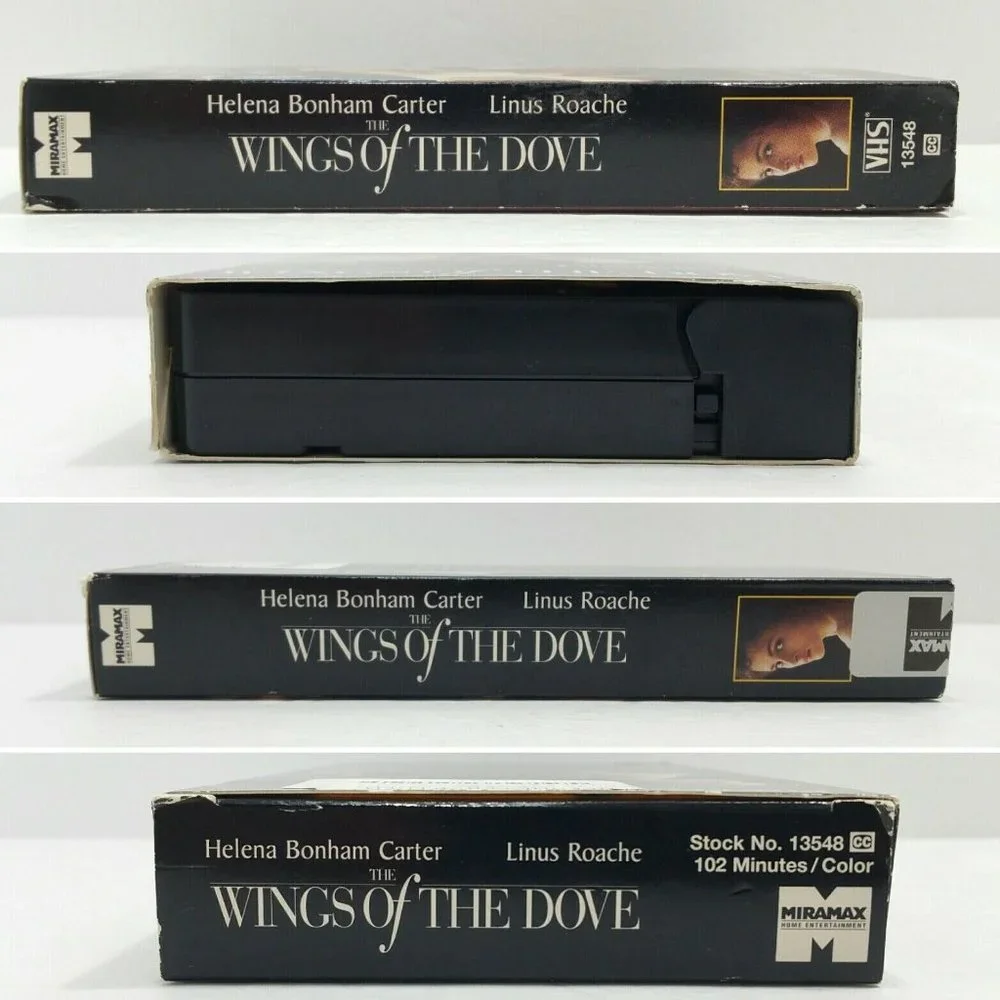 Helena Bonham Carter Linus Roache
THE
WINGS Of THE DOVE
MIRAMAX
HOME ENTERTAINMENT
VHS®
13548
CC
Helena Bonham Carter Linus Roache
THE
WINGS Of THE DOVE
MIRAMAX
HOME ENTERTAINMENT
AMAX
ERTAINMENT
Helena Bonham Carter Linus Roache
THE
WINGS Of THE DOVE
Stock No. 13548 CC
102 Minutes/Color
MIRAMAX
HOME ENTERTAINMENT